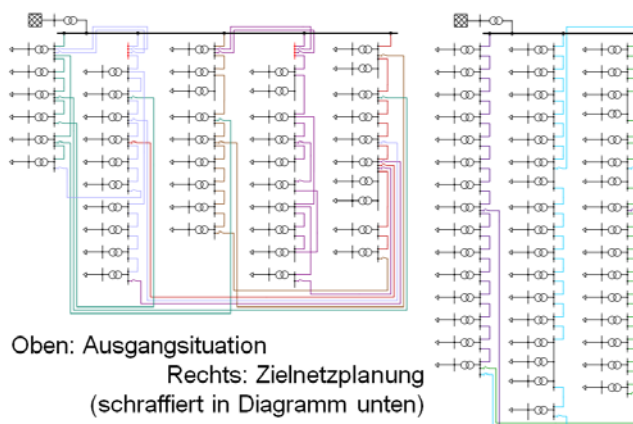 Oben: Ausgangsituation
Rechts: Zielnetzplanung
(schraffiert in Diagramm unten)